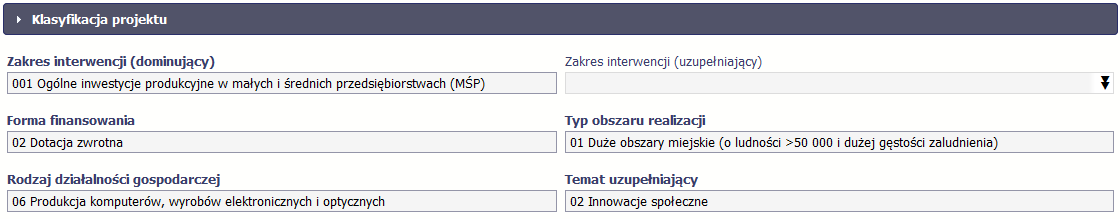 Klasyfikacja projektu
Zakres interwencji (dominujący)
Zakres interwencji (uzupełniający)
001 Ogólne inwestycje produkcyjne w małych i średnich przedsiębiorstwach (MŚP)
Forma finansowania
Typ obszaru realizacji
02 Dotacja zwrotna
01 Duże obszary miejskie (o ludności >50 000 i dużej gęstości zaludnienia)
Rodzaj działalności gospodarczej
Temat uzupełniający
06 Produkcja komputerów, wyrobów elektronicznych i optycznych
02 Innowacje społeczne